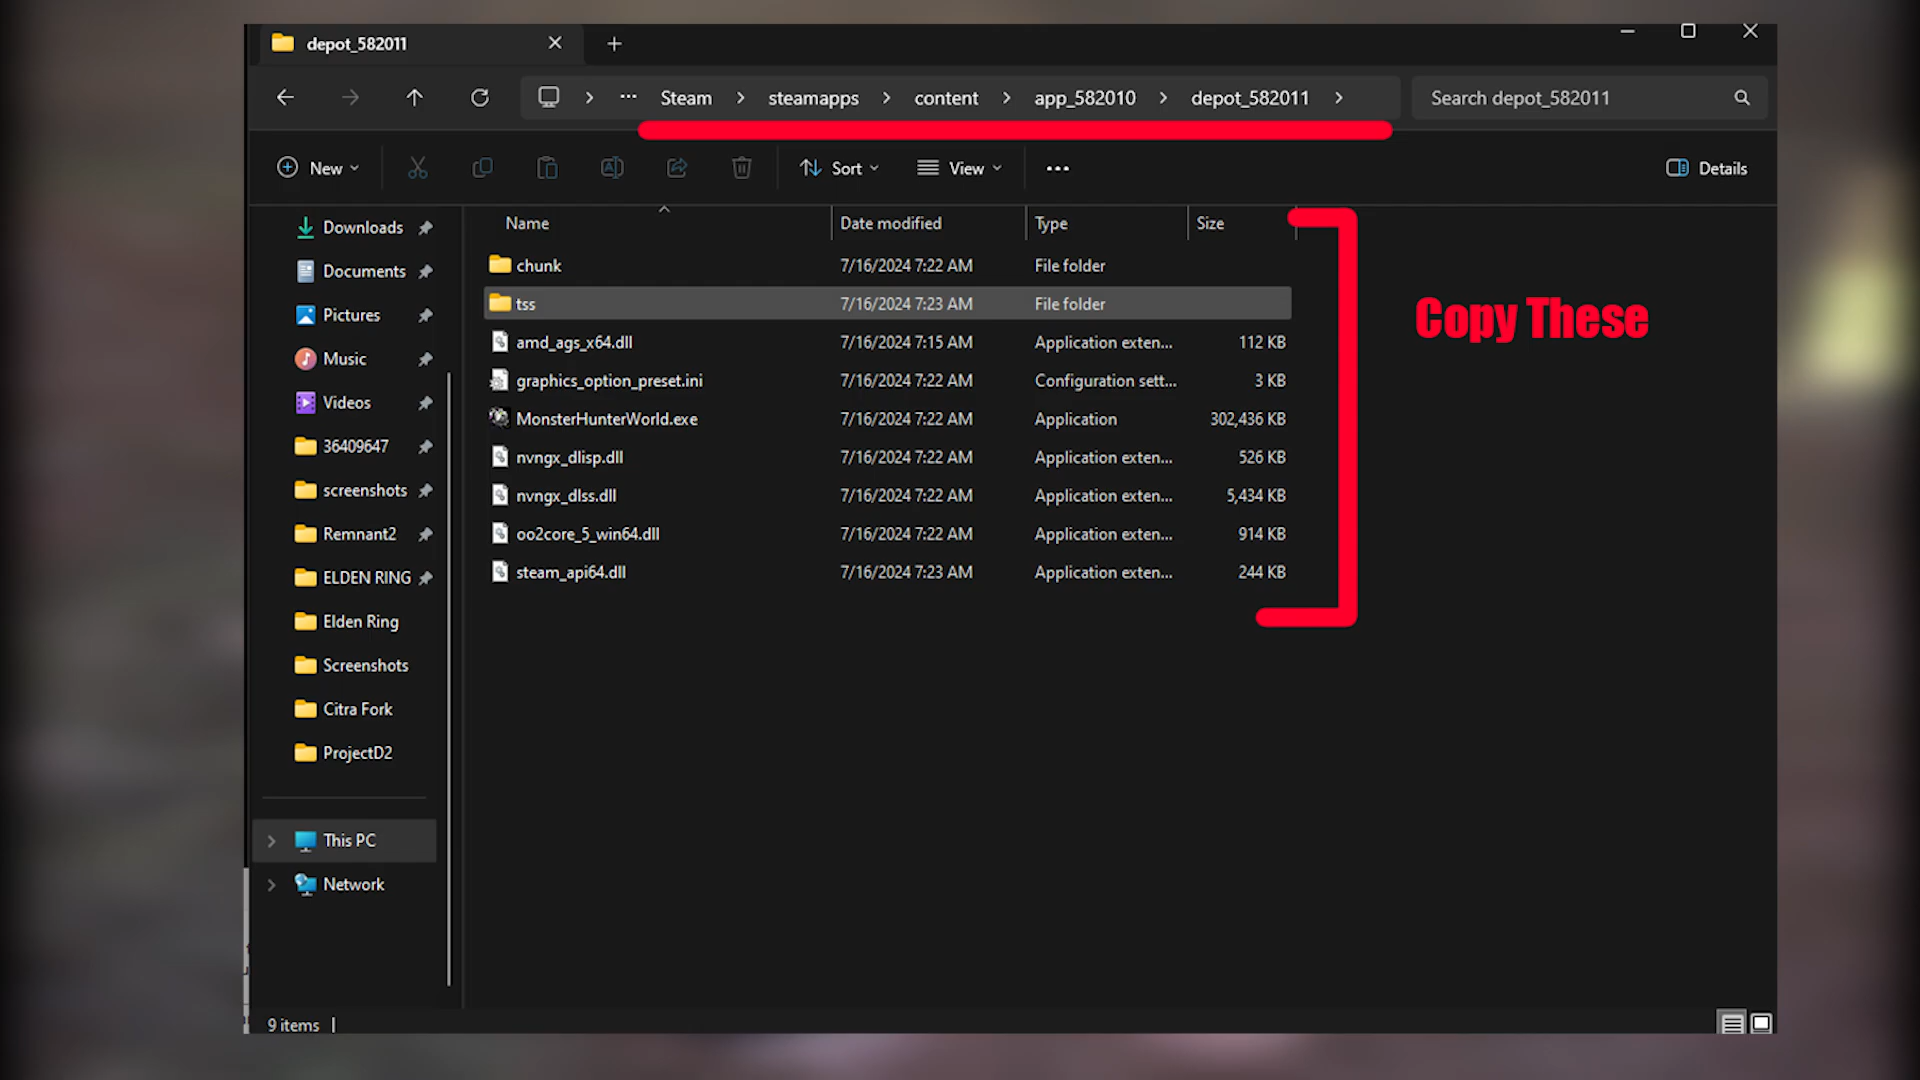 depot_582011
Steam steamapps content app_582010 depot_582011
Search depot_582011
New
Sort
View
Details
Downloads
Documents
Pictures
Music
Videos
36409647
screenshots
Remnant2
ELDEN RING
Elden Ring
Screenshots
Citra Fork
ProjectD2
This PC
Network
Name Date modified Type Size
chunk 7/16/2024 7:22 AM File folder
tss 7/16/2024 7:23 AM File folder
amd_ags_x64.dll 7/16/2024 7:15 AM Application exten... 112 KB
graphics_option_preset.ini 7/16/2024 7:22 AM Configuration sett... 3 KB
MonsterHunterWorld.exe 7/16/2024 7:22 AM Application 302,436 KB
nvngx_dlisp.dll 7/16/2024 7:22 AM Application exten... 526 KB
nvngx_dlss.dll 7/16/2024 7:22 AM Application exten... 5,434 KB
oo2core_5_win64.dll 7/16/2024 7:22 AM Application exten... 914 KB
steam_api64.dll 7/16/2024 7:23 AM Application exten... 244 KB
Copy These
9 items